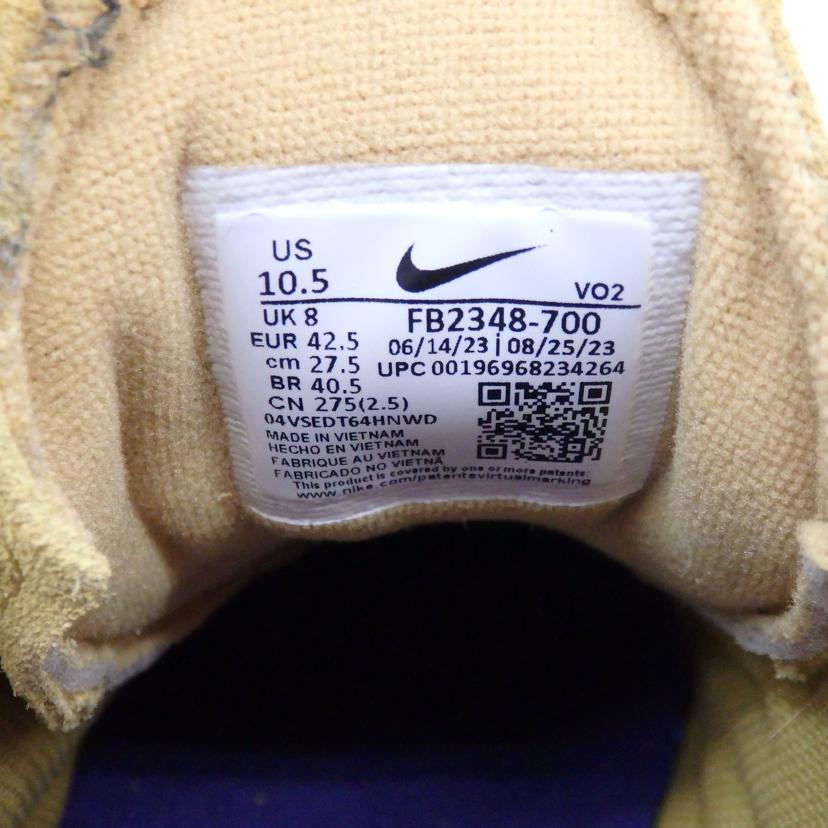 US
10.5
VO2
UK 8
FB2348-700
EUR 42.5
06/14/23 | 08/25/23
cm 27.5
UPC 00196968234264
BR 40.5
CN 275(2.5)
04VSEDT64HNWD
MADE IN VIETNAM
HECHO EN VIETNAM
FABRIQUE AU VIETNAM
FABRICADO NO VIETNÃ
This product is covered by one or more patents:
www.nike.com/patentsvirtualmarking